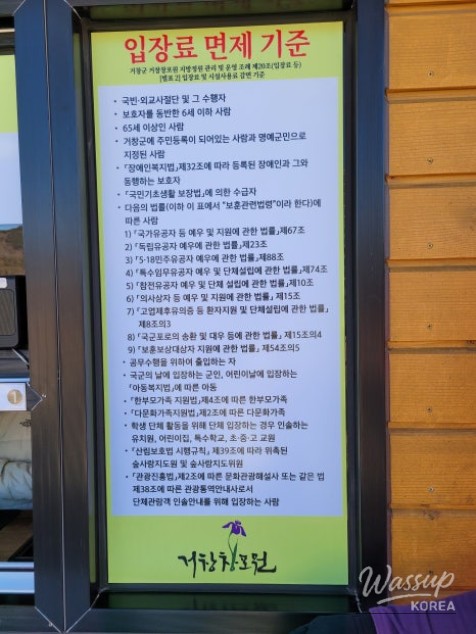 입장료 면제 기준
거창군 거창창포원 지방정원 관리 및 운영 조례 제20조(입장료 등)
[별표 2] 입장료 및 시설사용료 감면 기준
• 국빈·외교사절단 및 그 수행자
• 보호자를 동반한 6세 이하 사람
• 65세 이상인 사람
• 거창군에 주민등록이 되어있는 사람과 명예군민으로
지정된 사람
• 「장애인복지법」제32조에 따라 등록된 장애인과 그와
동행하는 보호자
• 「국민기초생활 보장법」에 의한 수급자
• 다음의 법률(이하 이 표에서 "보훈관련법령"이라 한다)에
따른 사람
1) 「국가유공자 등 예우 및 지원에 관한 법률」제67조
2) 「독립유공자 예우에 관한 법률」제23조
3) 「5·18민주유공자 예우에 관한 법률」제88조
4) 「특수임무유공자 예우 및 단체설립에 관한 법률」제74조
5) 「참전유공자 예우 및 단체 설립에 관한 법률」제10조
6) 「의사상자 등 예우 및 지원에 관한 법률」 제15조
7) 「고엽제후유의증 등 환자지원 및 단체설립에 관한 법률」
제8조의3
8) 「국군포로의 송환 및 대우 등에 관한 법률」 제15조의4
9) 「보훈보상대상자 지원에 관한 법률」 제54조의5
• 공무수행을 위하여 출입하는 자
• 국군의 날에 입장하는 군인, 어린이날에 입장하는
「아동복지법」에 따른 아동
• 「한부모가족 지원법」제4조에 따른 한부모가족
• 「다문화가족지원법」제2조에 따른 다문화가족
• 학생 단체 활동을 위해 단체 입장하는 경우 인솔하는
유치원, 어린이집, 특수학교, 초·중·고 교원
• 「산림보호법 시행규칙」 제39조에 따라 위촉된
숲사랑지도원 및 숲사랑지도위원
• 「관광진흥법」제2조에 따른 문화관광해설사 또는 같은 법
제38조에 따른 관광통역안내사로서
단체관람객 인솔안내를 위해 입장하는 사람
거창창포원
1
Wassup
KOREA